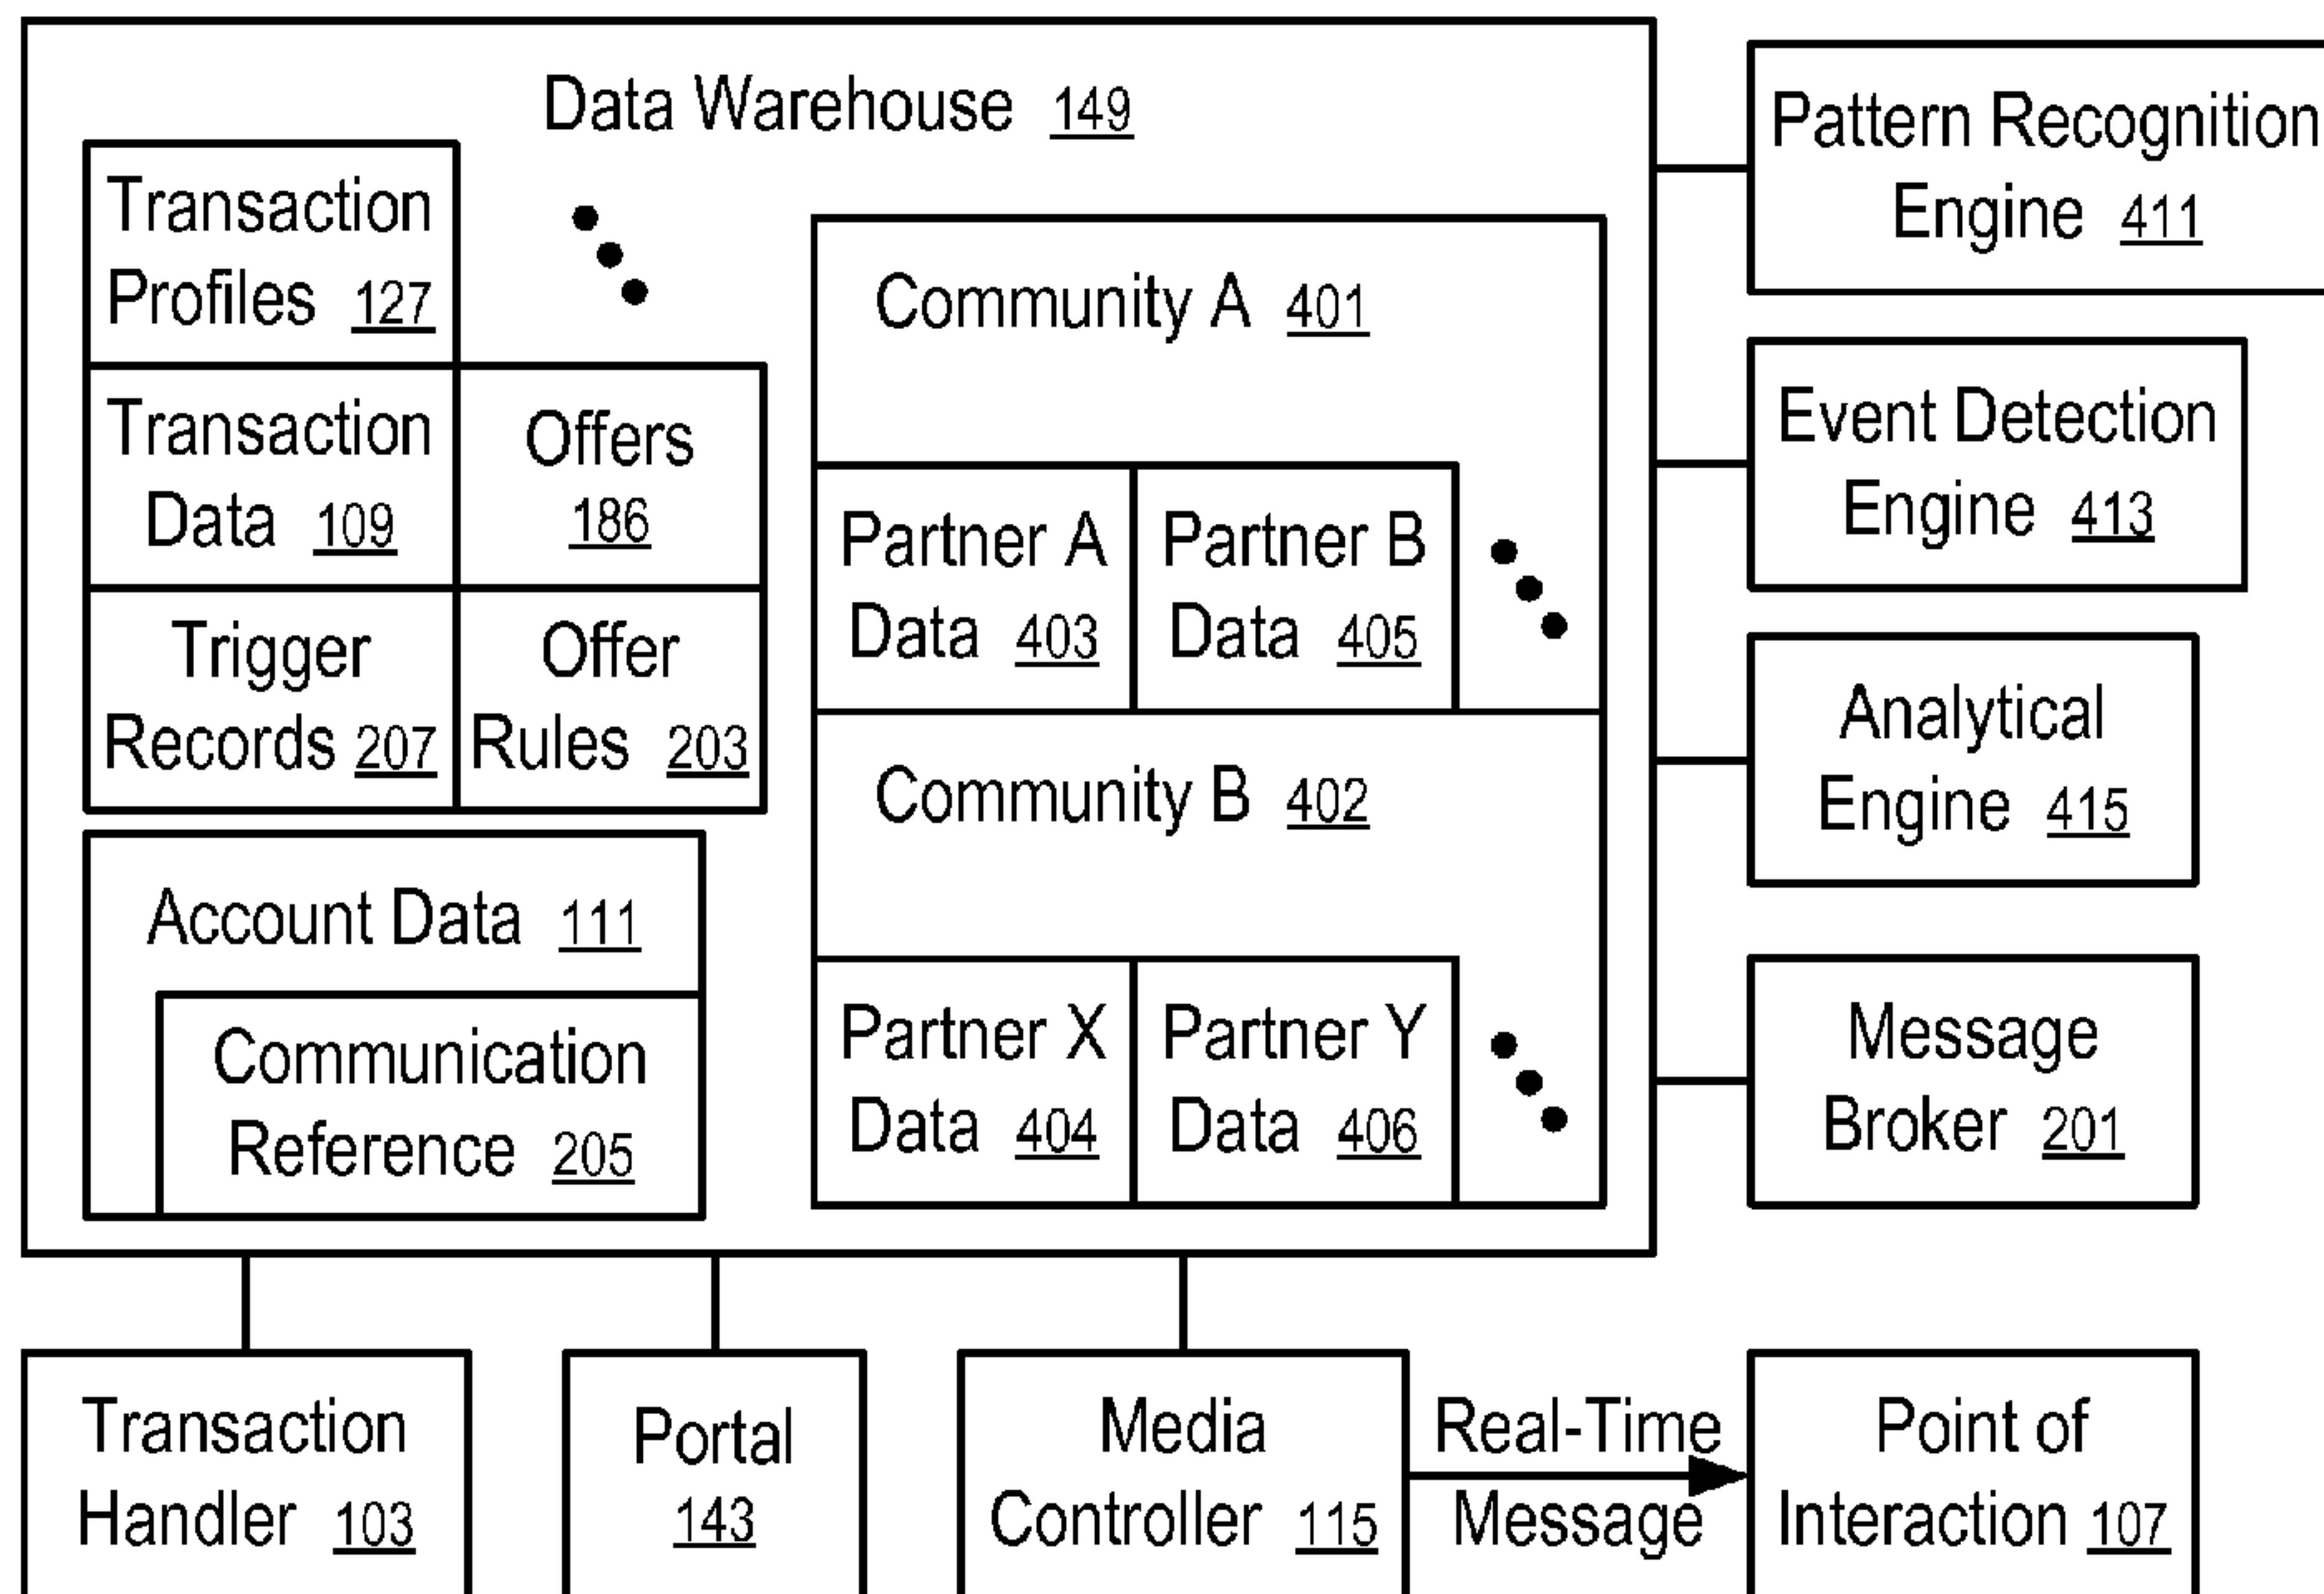 Data Warehouse 149
Transaction
Profiles 127
Transaction
Data 109
Offers
186
Trigger
Records 207
Offer
Rules 203
Account Data 111
Communication
Reference 205
Community A 401
Partner A
Data 403
Partner B
Data 405
Community B 402
Partner X
Data 404
Partner Y
Data 406
Pattern Recognition
Engine 411
Event Detection
Engine 413
Analytical
Engine 415
Message
Broker 201
Transaction
Handler 103
Portal
143
Media
Controller 115
Real-Time
Message
Point of
Interaction 107